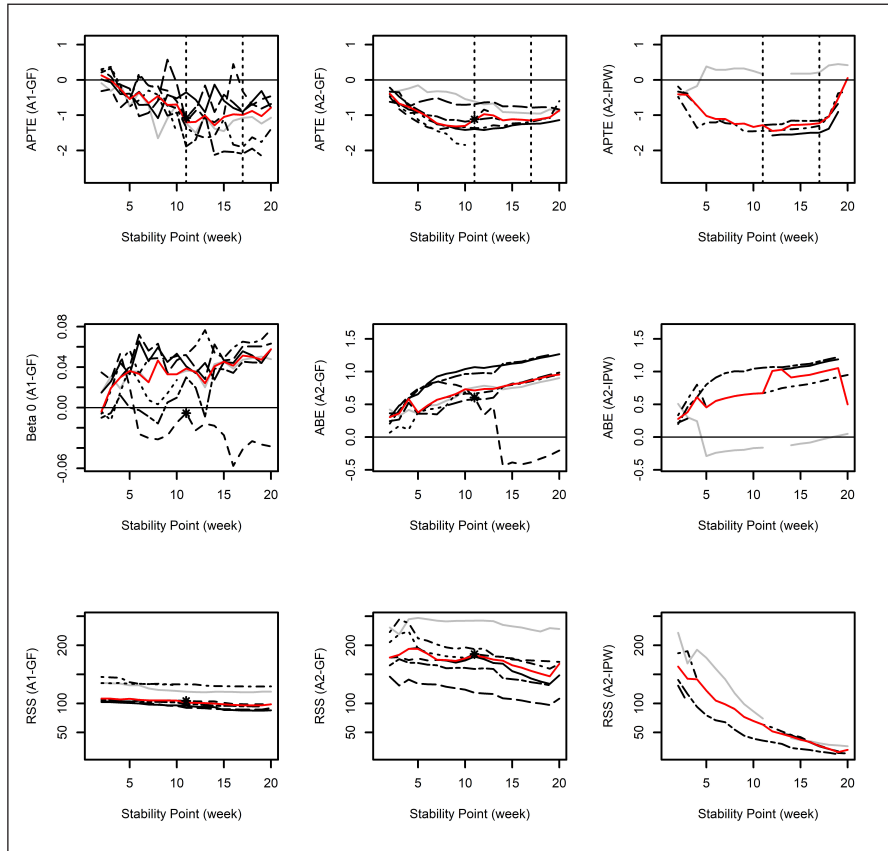 APTE (A1-GF)
1
0
-1
-2
5 10 15 20
Stability Point (week)
APTE (A2-GF)
1
0
-1
-2
5 10 15 20
Stability Point (week)
APTE (A2-IPW)
1
0
-1
-2
5 10 15 20
Stability Point (week)
Beta 0 (A1-GF)
0.08
0.04
0.00
-0.06
5 10 15 20
Stability Point (week)
ABE (A2-GF)
1.5
1.0
0.5
0.0
-0.5
5 10 15 20
Stability Point (week)
ABE (A2-IPW)
1.5
1.0
0.5
0.0
-0.5
5 10 15 20
Stability Point (week)
RSS (A1-GF)
200
100
50
5 10 15 20
Stability Point (week)
RSS (A2-GF)
200
100
50
5 10 15 20
Stability Point (week)
RSS (A2-IPW)
200
100
50
5 10 15 20
Stability Point (week)